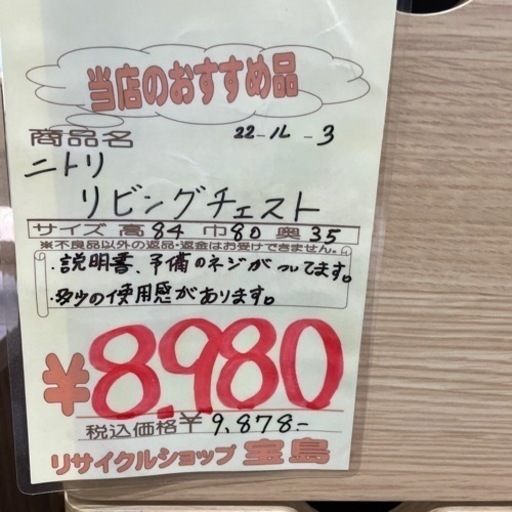 当店のおすすめ品
商品名 22-ル-3
ニトリ
リビングチェスト
サイズ 高84 巾80 奥35
※不良品以外の返品・返金はお受けできません。
・説明書、予備のネジがついてます。
・多少の使用感があります。
¥8,980
税込価格¥9,878-
リサイクルショップ 宝島